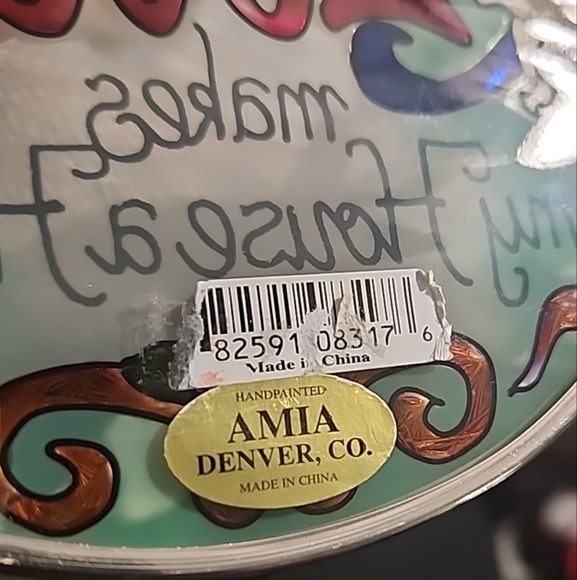 makes
my House a H
82591 08317 6
Made in China
HANDPAINTED
AMIA
DENVER, CO.
MADE IN CHINA